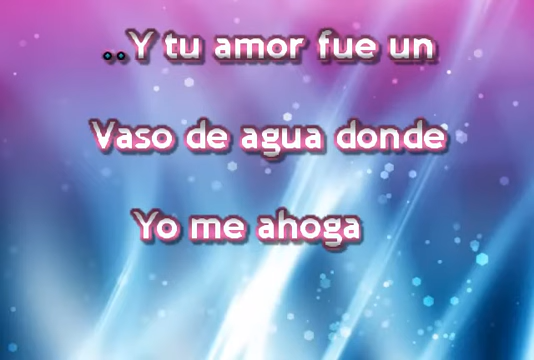 ..Y tu amor fue un
Vaso de agua donde
Yo me ahoga